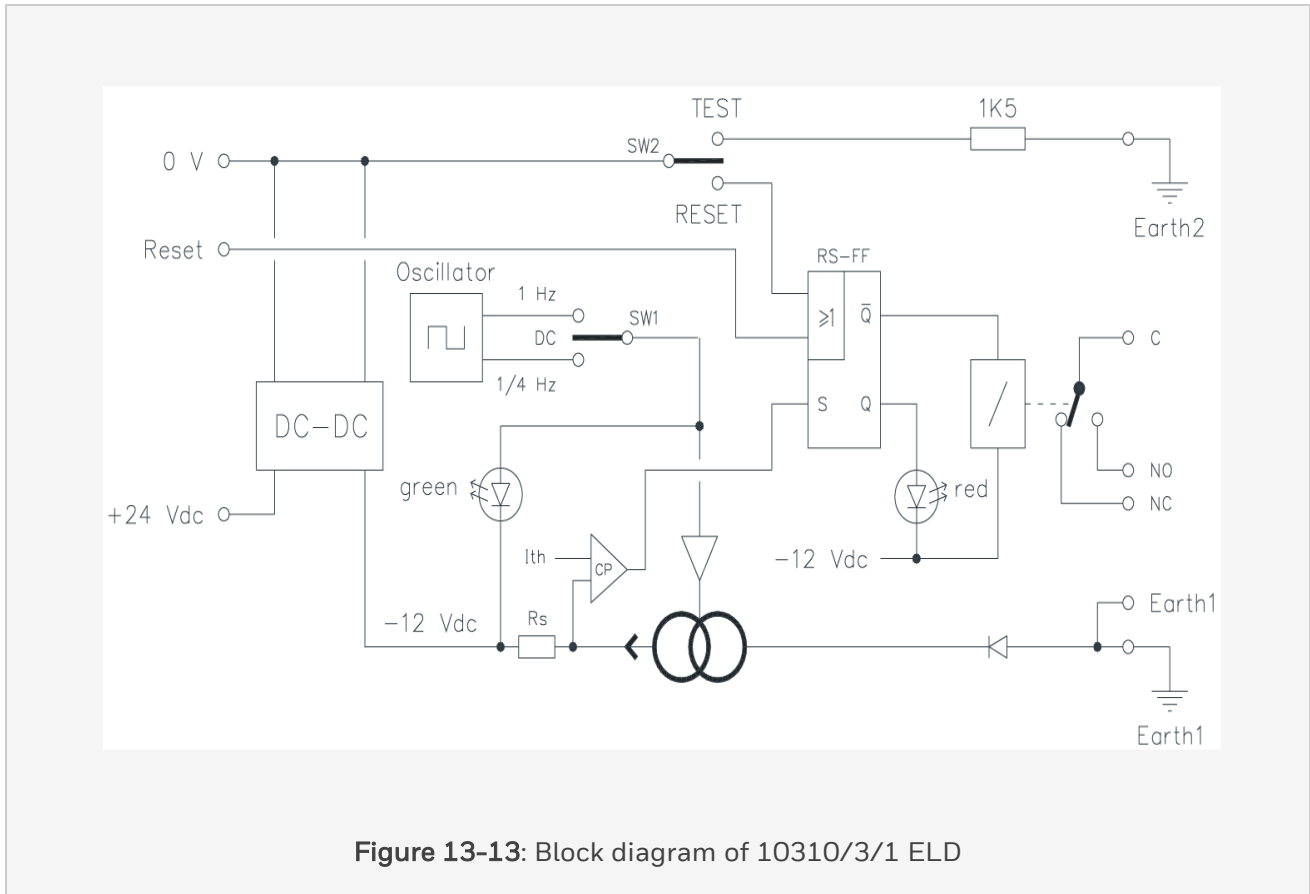 TEST
1K5
0 V
SW2
RESET
Earth2
Reset
RS-FF
Oscillator
1 Hz
≥1
Q̅
SW1
DC
C
1/4 Hz
DC-DC
S
Q
green
red
NO
+24 Vdc
NC
Ith
CP
-12 Vdc
Earth1
-12 Vdc
Rs
Earth1
Figure 13-13: Block diagram of 10310/3/1 ELD